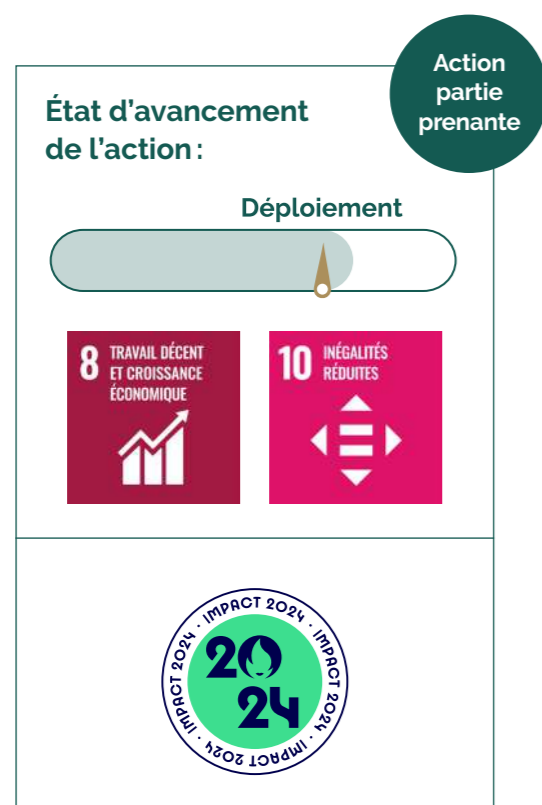 Action
partie
prenante
État d’avancement
de l’action :
Déploiement
8 TRAVAIL DÉCENT
ET CROISSANCE
ÉCONOMIQUE
10 INÉGALITÉS
RÉDUITES
IMPACT 2024 · IMPACT 2024 · IMPACT 2024 · IMPACT 2024 ·
20
24